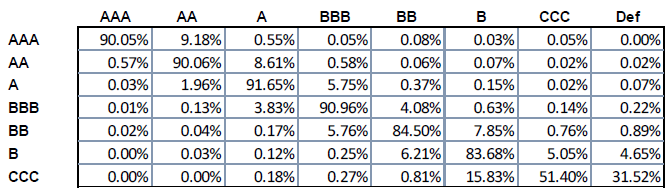 AAA AA A BBB BB B CCC Def
AAA 90.05% 9.18% 0.55% 0.05% 0.08% 0.03% 0.05% 0.00%
AA 0.57% 90.06% 8.61% 0.58% 0.06% 0.07% 0.02% 0.02%
A 0.03% 1.96% 91.65% 5.75% 0.37% 0.15% 0.02% 0.07%
BBB 0.01% 0.13% 3.83% 90.96% 4.08% 0.63% 0.14% 0.22%
BB 0.02% 0.04% 0.17% 5.76% 84.50% 7.85% 0.76% 0.89%
B 0.00% 0.03% 0.12% 0.25% 6.21% 83.68% 5.05% 4.65%
CCC 0.00% 0.00% 0.18% 0.27% 0.81% 15.83% 51.40% 31.52%